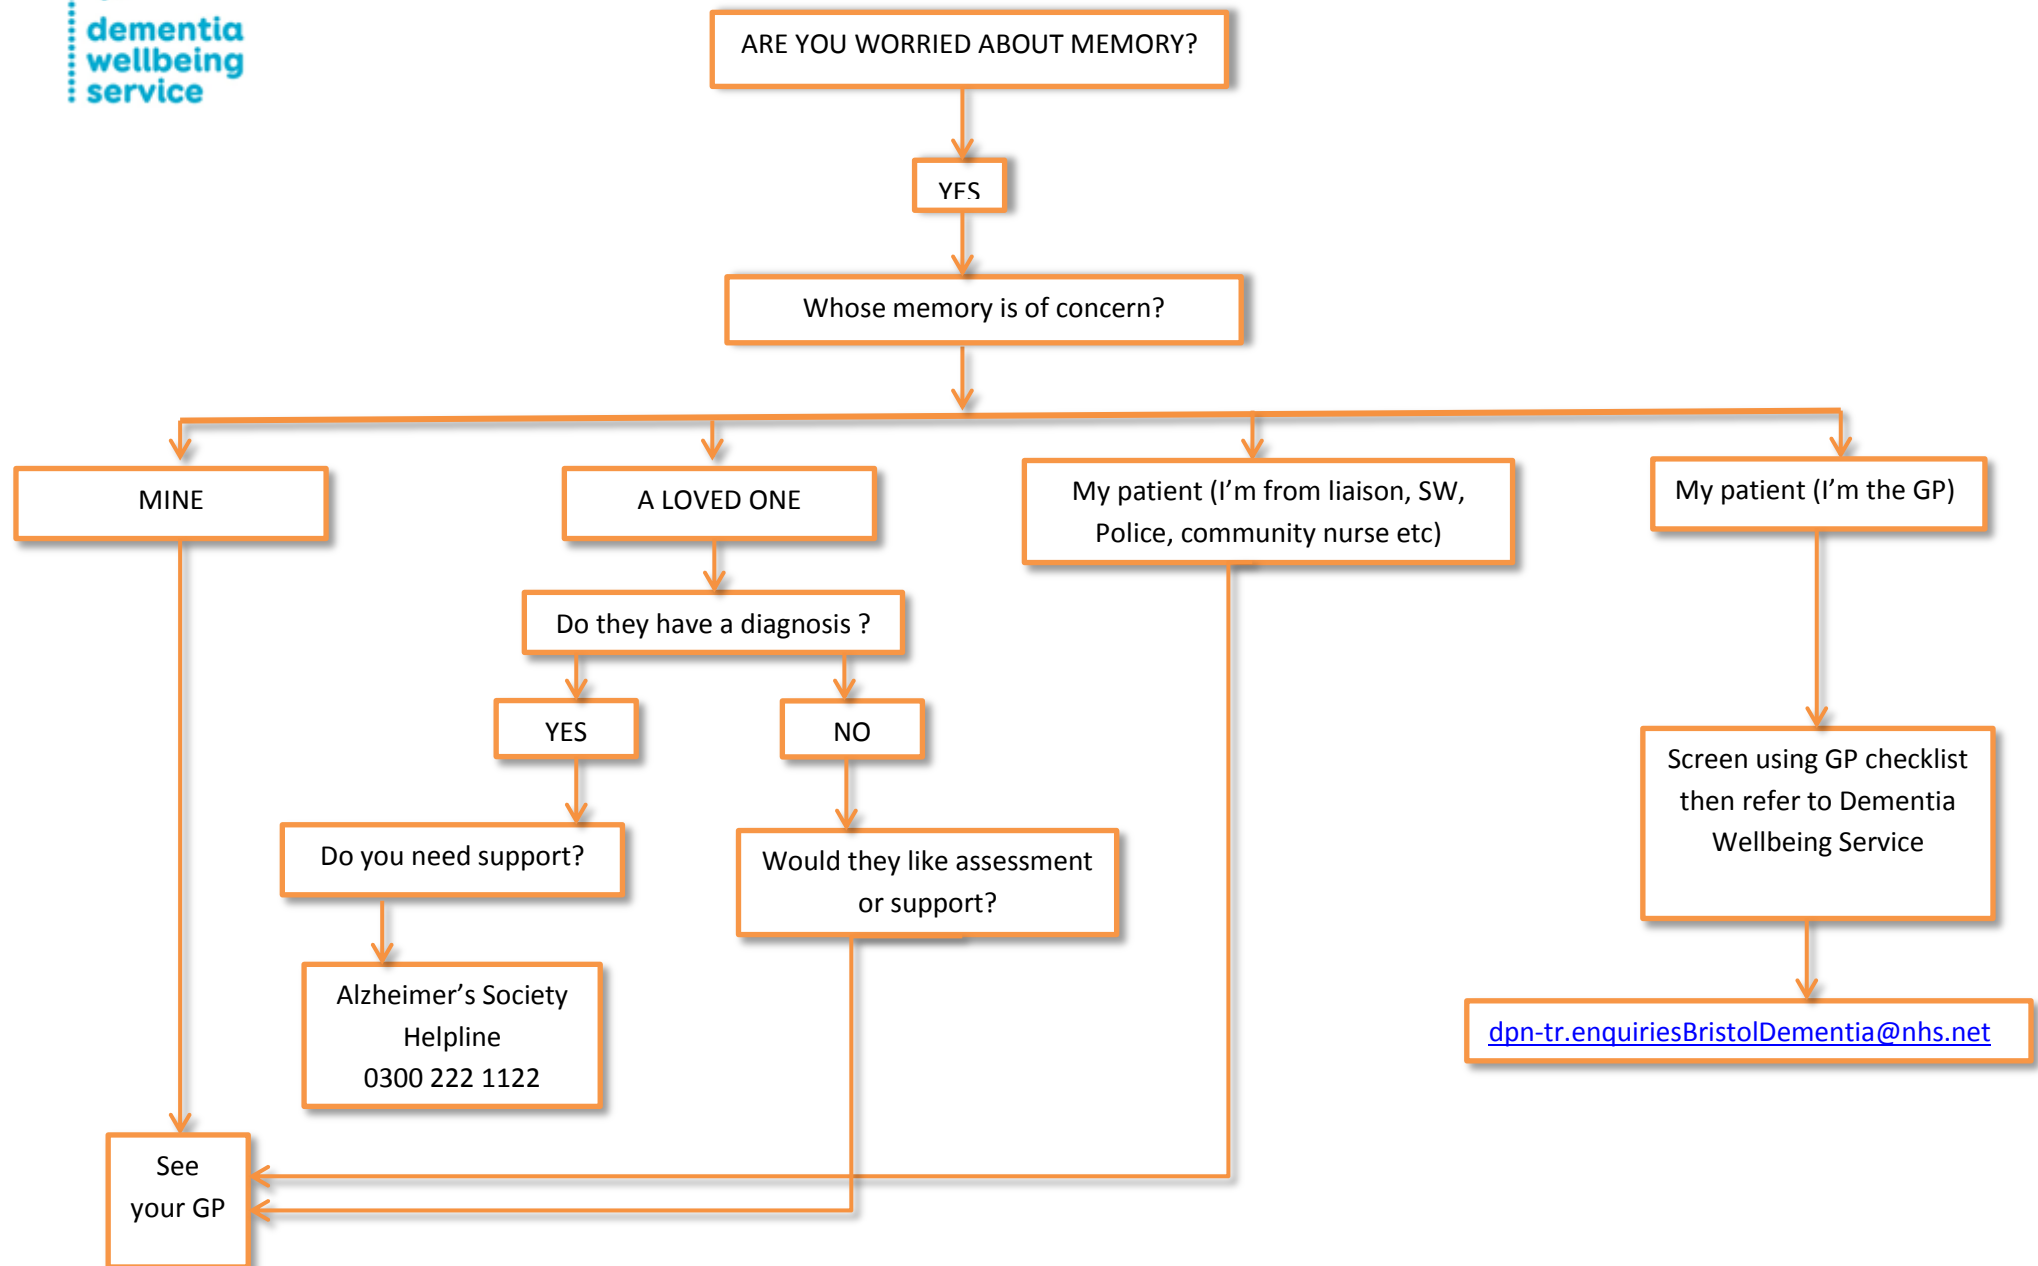 dementia
wellbeing
service
ARE YOU WORRIED ABOUT MEMORY?
YES
Whose memory is of concern?
MINE
A LOVED ONE
My patient (I’m from liaison, SW,
Police, community nurse etc)
My patient (I’m the GP)
Do they have a diagnosis ?
YES
NO
Do you need support?
Would they like assessment
or support?
Screen using GP checklist
then refer to Dementia
Wellbeing Service
Alzheimer’s Society
Helpline
0300 222 1122
dpn-tr.enquiriesBristolDementia@nhs.net
See
your GP